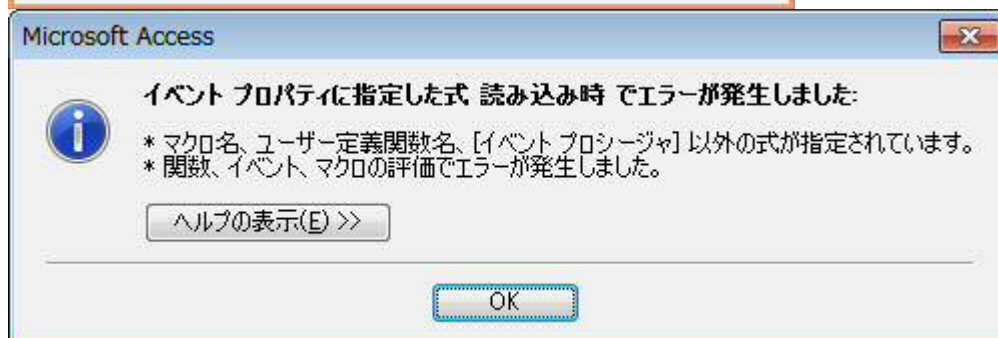 Microsoft Access
イベント プロパティに指定した式 読み込み時 でエラーが発生しました:
* マクロ名、ユーザー定義関数名、[イベント プロシージャ] 以外の式が指定されています。
* 関数、イベント、マクロの評価でエラーが発生しました。
ヘルプの表示(E) >>
OK